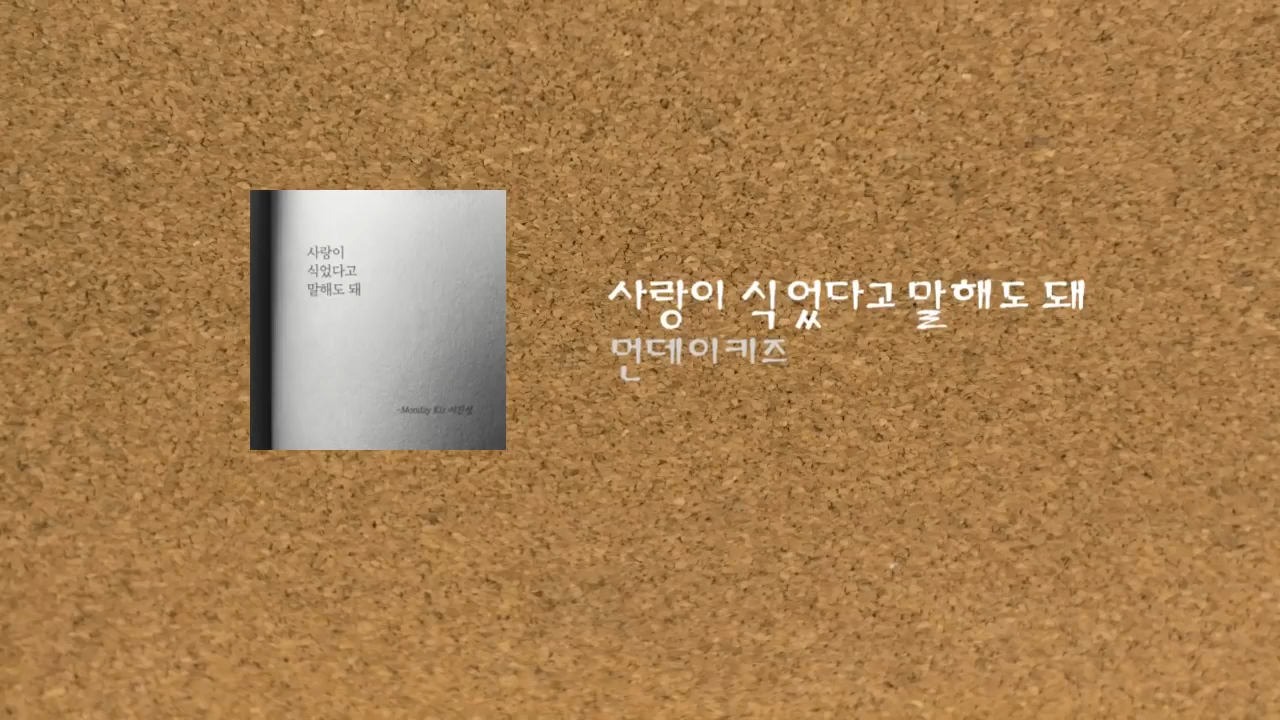 사랑이
식었다고
말해도 돼
-Monday Kiz 이진성
사랑이 식었다고 말해도 돼
먼데이키즈